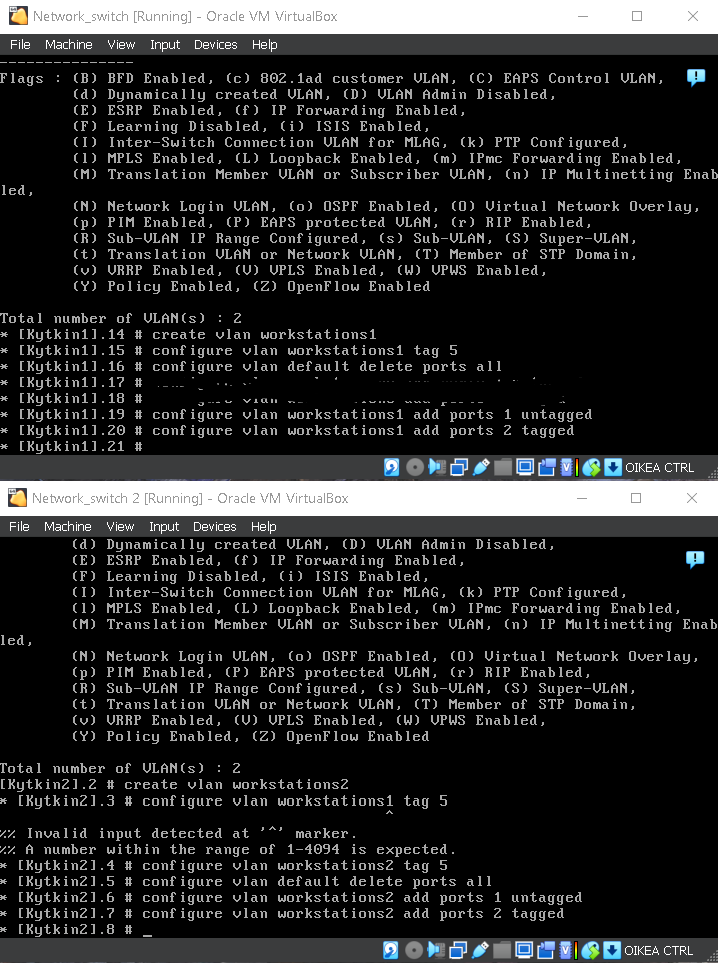 Network_switch [Running] - Oracle VM VirtualBox
File Machine View Input Devices Help
---------------
Flags : (B) BFD Enabled, (c) 802.1ad customer VLAN, (C) EAPS Control VLAN,
(d) Dynamically created VLAN, (D) VLAN Admin Disabled,
(E) ESRP Enabled, (f) IP Forwarding Enabled,
(F) Learning Disabled, (i) ISIS Enabled,
(I) Inter-Switch Connection VLAN for MLAG, (k) PTP Configured,
(l) MPLS Enabled, (L) Loopback Enabled, (m) IPmc Forwarding Enabled,
(M) Translation Member VLAN or Subscriber VLAN, (n) IP Multinetting Enab
led,
(N) Network Login VLAN, (o) OSPF Enabled, (O) Virtual Network Overlay,
(p) PIM Enabled, (P) EAPS protected VLAN, (r) RIP Enabled,
(R) Sub-VLAN IP Range Configured, (s) Sub-VLAN, (S) Super-VLAN,
(t) Translation VLAN or Network VLAN, (T) Member of STP Domain,
(v) VRRP Enabled, (V) VPLS Enabled, (W) VPWS Enabled,
(Y) Policy Enabled, (Z) OpenFlow Enabled
Total number of VLAN(s) : 2
* [Kytkin1].14 # create vlan workstations1
* [Kytkin1].15 # configure vlan workstations1 tag 5
* [Kytkin1].16 # configure vlan default delete ports all
* [Kytkin1].17 #
* [Kytkin1].18 #
* [Kytkin1].19 # configure vlan workstations1 add ports 1 untagged
* [Kytkin1].20 # configure vlan workstations1 add ports 2 tagged
* [Kytkin1].21 #
OIKEA CTRL
Network_switch 2 [Running] - Oracle VM VirtualBox
File Machine View Input Devices Help
(d) Dynamically created VLAN, (D) VLAN Admin Disabled,
(E) ESRP Enabled, (f) IP Forwarding Enabled,
(F) Learning Disabled, (i) ISIS Enabled,
(I) Inter-Switch Connection VLAN for MLAG, (k) PTP Configured,
(l) MPLS Enabled, (L) Loopback Enabled, (m) IPmc Forwarding Enabled,
(M) Translation Member VLAN or Subscriber VLAN, (n) IP Multinetting Enab
led,
(N) Network Login VLAN, (o) OSPF Enabled, (O) Virtual Network Overlay,
(p) PIM Enabled, (P) EAPS protected VLAN, (r) RIP Enabled,
(R) Sub-VLAN IP Range Configured, (s) Sub-VLAN, (S) Super-VLAN,
(t) Translation VLAN or Network VLAN, (T) Member of STP Domain,
(v) VRRP Enabled, (V) VPLS Enabled, (W) VPWS Enabled,
(Y) Policy Enabled, (Z) OpenFlow Enabled
Total number of VLAN(s) : 2
[Kytkin2].2 # create vlan workstations2
* [Kytkin2].3 # configure vlan workstations1 tag 5
^
%% Invalid input detected at '^' marker.
%% A number within the range of 1-4094 is expected.
* [Kytkin2].4 # configure vlan workstations2 tag 5
* [Kytkin2].5 # configure vlan default delete ports all
* [Kytkin2].6 # configure vlan workstations2 add ports 1 untagged
* [Kytkin2].7 # configure vlan workstations2 add ports 2 tagged
* [Kytkin2].8 # _
OIKEA CTRL